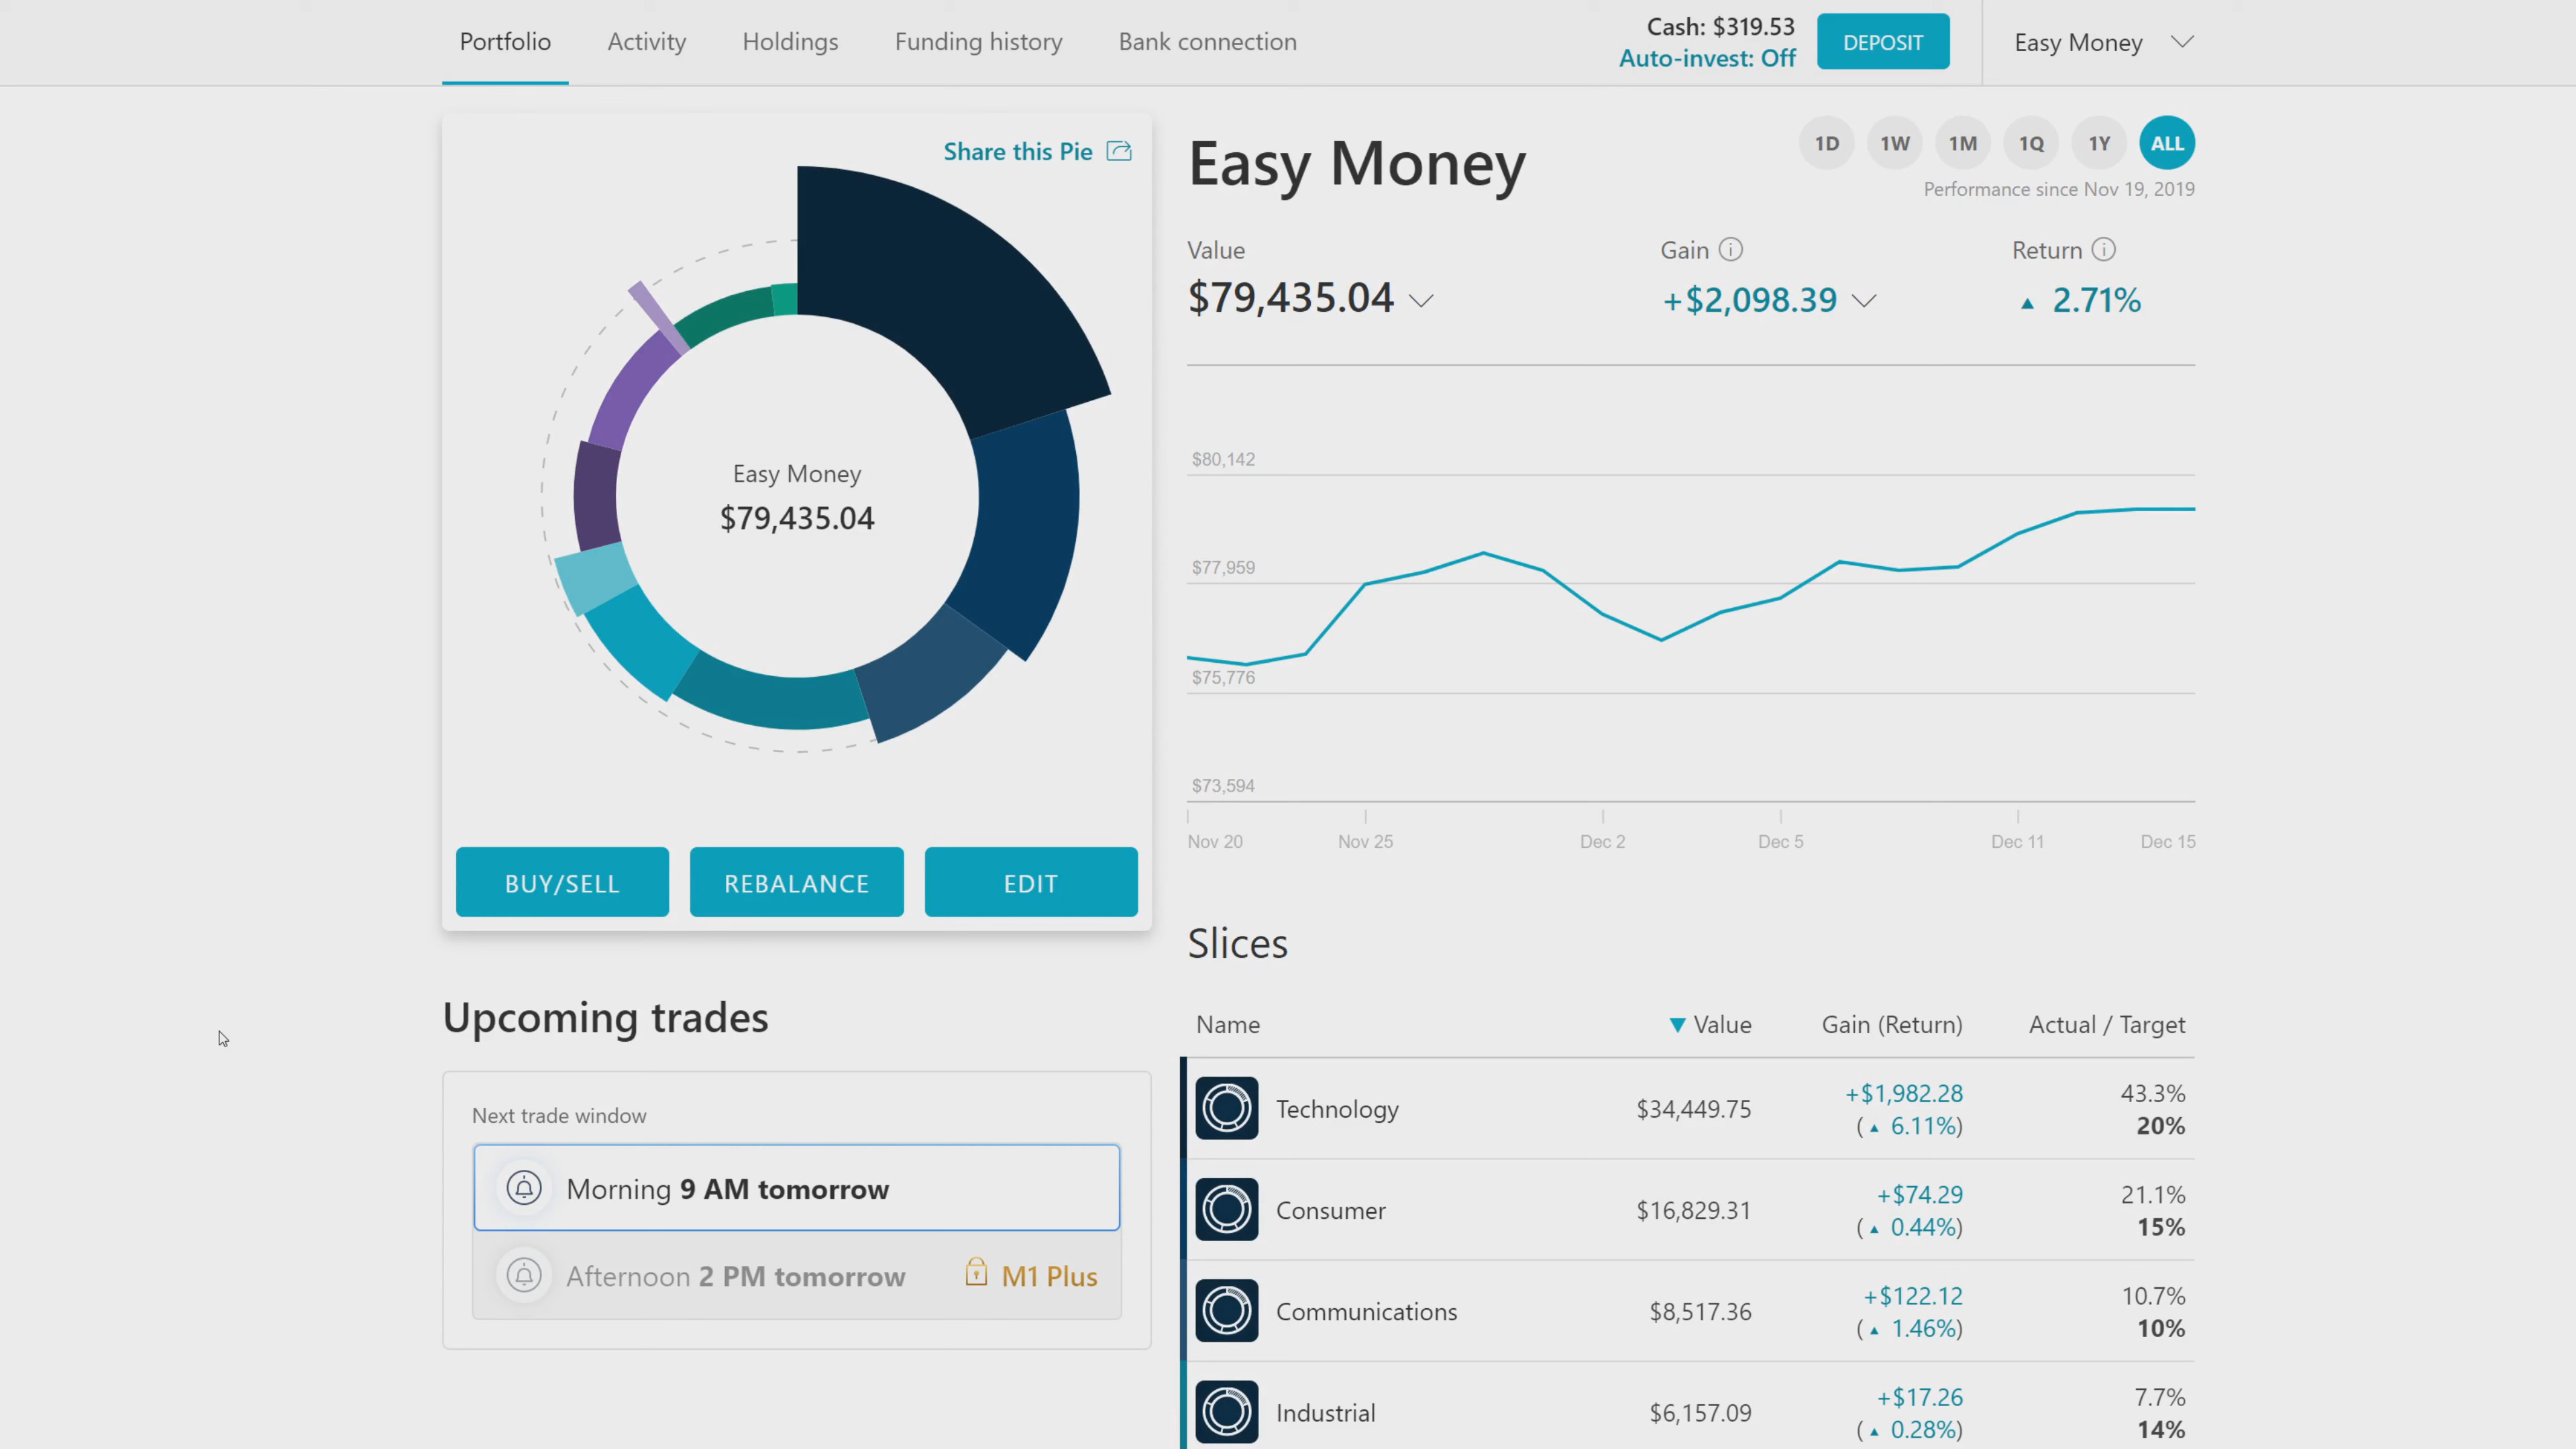 Portfolio
Activity
Holdings
Funding history
Bank connection
Cash: $319.53
Auto-invest: Off
DEPOSIT
Easy Money
Share this Pie
Easy Money
$79,435.04
BUY/SELL
REBALANCE
EDIT
Easy Money
1D
1W
1M
1Q
1Y
ALL
Performance since Nov 19, 2019
Value
$79,435.04
Gain
+$2,098.39
Return
▲ 2.71%
$80,142
$77,959
$75,776
$73,594
Nov 20
Nov 25
Dec 2
Dec 5
Dec 11
Dec 15
Upcoming trades
Next trade window
Morning 9 AM tomorrow
Afternoon 2 PM tomorrow
M1 Plus
Slices
Name
▼ Value
Gain (Return)
Actual / Target
Technology
$34,449.75
+$1,982.28
(▲ 6.11%)
43.3%
20%
Consumer
$16,829.31
+$74.29
(▲ 0.44%)
21.1%
15%
Communications
$8,517.36
+$122.12
(▲ 1.46%)
10.7%
10%
Industrial
$6,157.09
+$17.26
(▲ 0.28%)
7.7%
14%